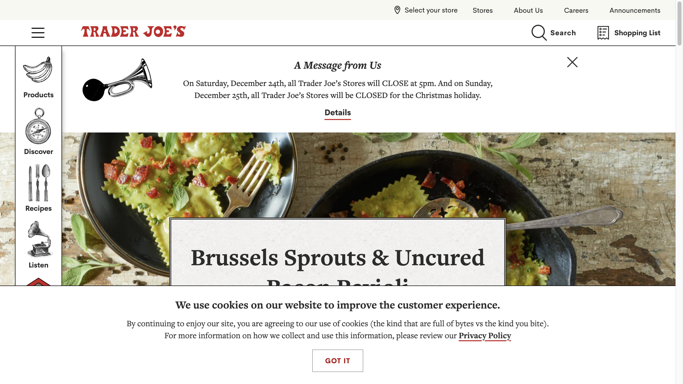 Select your store
Stores
About Us
Careers
Announcements
TRADER JOE'S
Search
Shopping List
Products
Discover
Recipes
Listen
A Message from Us
On Saturday, December 24th, all Trader Joe's Stores will CLOSE at 5pm. And on Sunday,
December 25th, all Trader Joe's Stores will be CLOSED for the Christmas holiday.
Details
Brussels Sprouts & Uncured
Bacon Ravioli
We use cookies on our website to improve the customer experience.
By continuing to enjoy our site, you are agreeing to our use of cookies (the kind that are full of bytes vs the kind you bite).
For more information on how we collect and use this information, please review our Privacy Policy
GOT IT